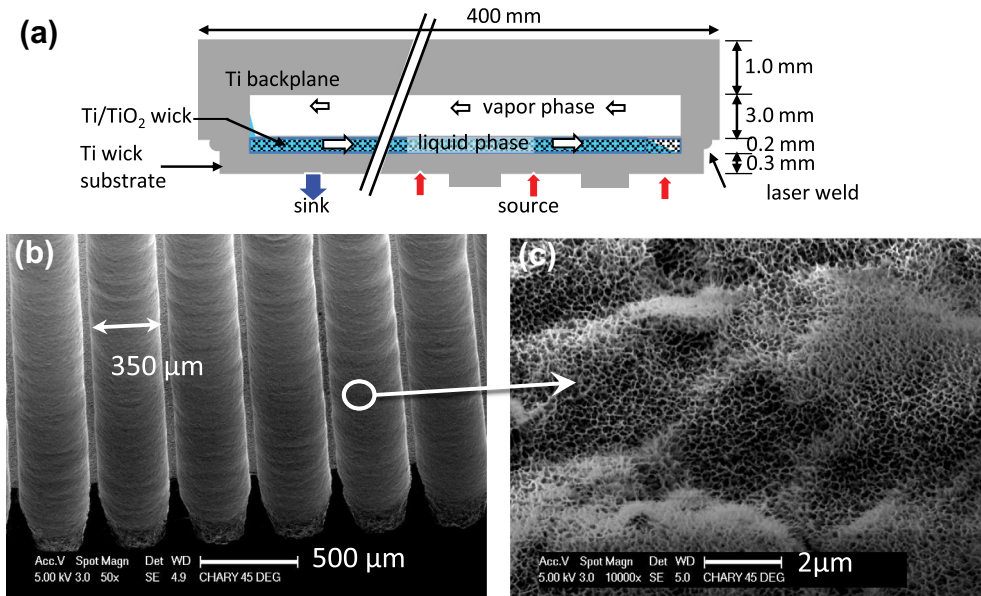 (a)
400 mm
Ti backplane
1.0 mm
vapor phase
3.0 mm
Ti/TiO₂ wick
liquid phase
0.2 mm
Ti wick
substrate
0.3 mm
laser weld
sink
source
(b)
350 µm
Acc.V Spot Magn Det WD
5.00 kV 3.0 50x SE 4.9 CHARY 45 DEG
500 µm
(c)
Acc.V Spot Magn Det WD
5.00 kV 3.0 10000x SE 5.0 CHARY 45 DEG
2µm